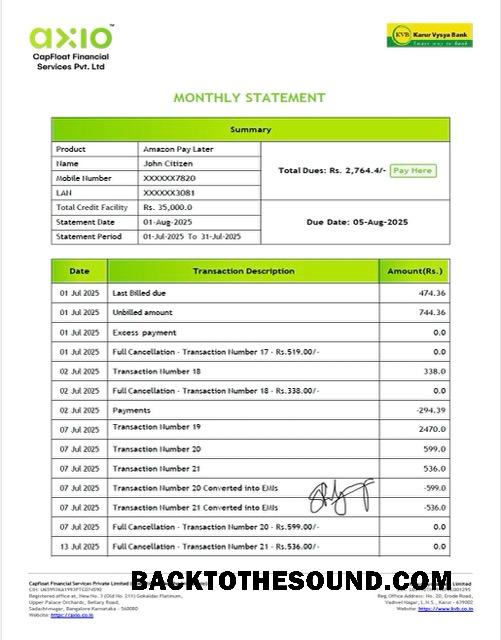 axio™
CapFloat Financial
Services Pvt. Ltd
KVB Karur Vysya Bank
Smart way to Bank
MONTHLY STATEMENT
Summary
Product Amazon Pay Later
Name John Citizen
Mobile Number XXXXXX7820
LAN XXXXXX3081
Total Credit Facility Rs. 35,000.0
Statement Date 01-Aug-2025
Statement Period 01-Jul-2025 To 31-Jul-2025
Total Dues: Rs. 2,764.4/- Pay Here
Due Date: 05-Aug-2025
Date Transaction Description Amount(Rs.)
01 Jul 2025 Last Billed due 474.36
01 Jul 2025 Unbilled amount 744.36
01 Jul 2025 Excess payment 0.0
01 Jul 2025 Full Cancellation - Transaction Number 17 - Rs.519.00/- 0.0
02 Jul 2025 Transaction Number 18 338.0
02 Jul 2025 Full Cancellation - Transaction Number 18 - Rs.338.00/- 0.0
02 Jul 2025 Payments -294.39
07 Jul 2025 Transaction Number 19 2470.0
07 Jul 2025 Transaction Number 20 599.0
07 Jul 2025 Transaction Number 21 536.0
07 Jul 2025 Transaction Number 20 Converted into EMIs -599.0
07 Jul 2025 Transaction Number 21 Converted into EMIs -536.0
07 Jul 2025 Full Cancellation - Transaction Number 20 - Rs.599.00/- 0.0
13 Jul 2025 Full Cancellation - Transaction Number 21 - Rs.536.00/- 0.0
BACKTOTHESOUND.COM
CapFloat Financial Services Private Limited
Registered office at, New No. 3 (Old No. 211) Gokaldas Platinum,
Upper Palace Orchards, Bellary Road,
Sadashivnagar, Bangalore Karnataka - 560080
Website: https://axio.co.in
Limited
Reg.Office Address: No. 20, Erode Road,
Vadivel Nagar, L.N.S., Karur - 639002
Website: https://www.kvb.co.in